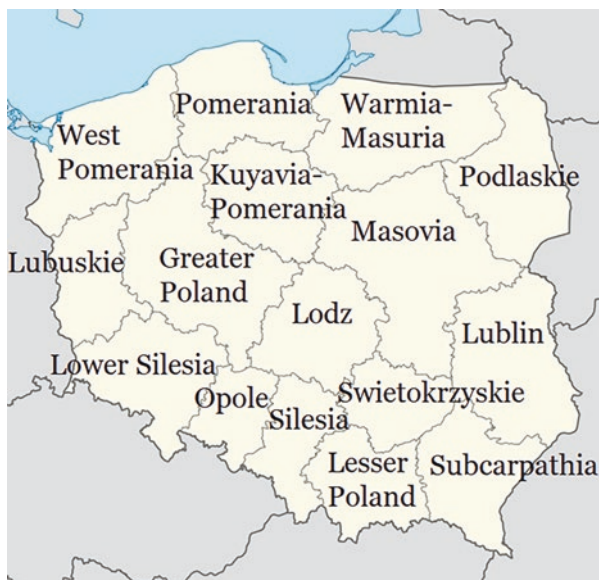 Pomerania
Warmia-
Masuria
West
Pomerania
Kuyavia-
Pomerania
Podlaskie
Masovia
Lubuskie
Greater
Poland
Lodz
Lublin
Lower Silesia
Opole
Silesia
Swietokrzyskie
Lesser
Poland
Subcarpathia